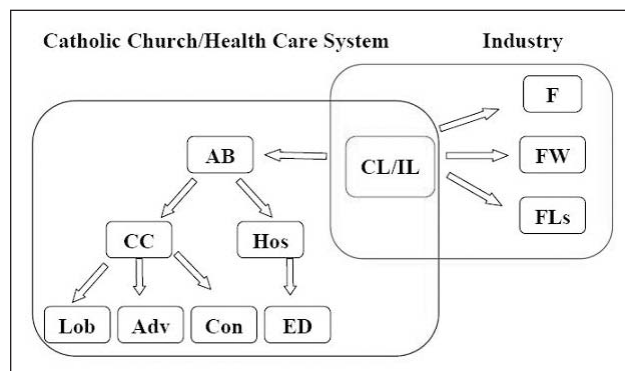 Catholic Church/Health Care System Industry
F
AB CL/IL FW
CC Hos FLs
Lob Adv Con ED